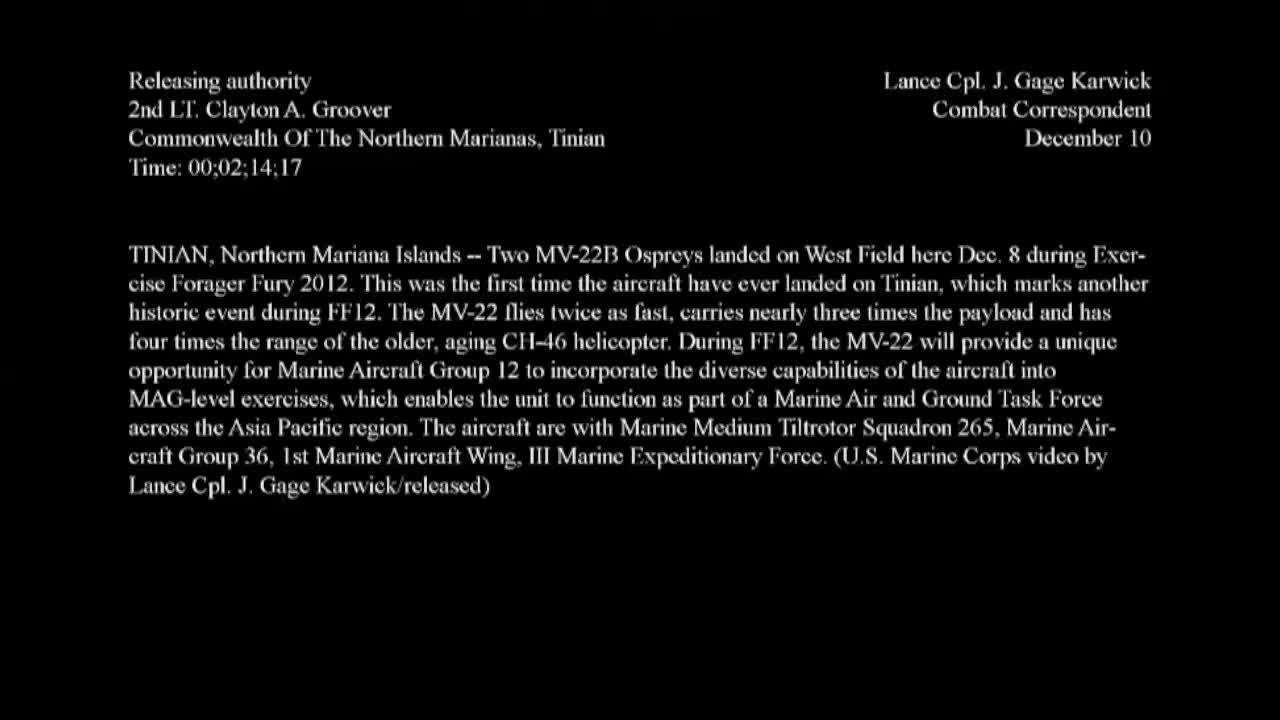 Releasing authority
Lance Cpl. J. Gage Karwick
2nd LT. Clayton A. Groover
Combat Correspondent
Commonwealth Of The Northern Marianas, Tinian
December 10
Time: 00;02;14;17
TINIAN, Northern Mariana Islands -- Two MV-22B Ospreys landed on West Field here Dec. 8 during Exer-
cise Forager Fury 2012. This was the first time the aircraft have ever landed on Tinian, which marks another
historic event during FF12. The MV-22 flies twice as fast, carries nearly three times the payload and has
four times the range of the older, aging CH-46 helicopter. During FF12, the MV-22 will provide a unique
opportunity for Marine Aircraft Group 12 to incorporate the diverse capabilities of the aircraft into
MAG-level exercises, which enables the unit to function as part of a Marine Air and Ground Task Force
across the Asia Pacific region. The aircraft are with Marine Medium Tiltrotor Squadron 265, Marine Air-
craft Group 36, 1st Marine Aircraft Wing, III Marine Expeditionary Force. (U.S. Marine Corps video by
Lance Cpl. J. Gage Karwick/released)